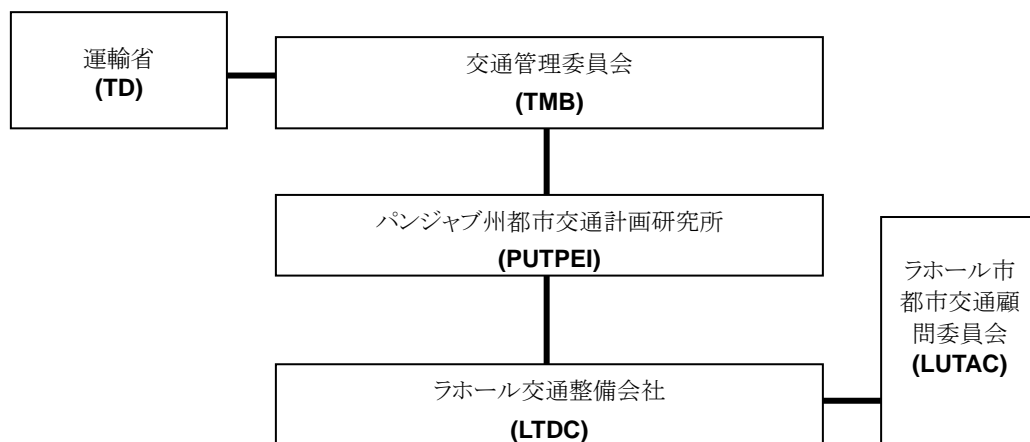 運輸省
(TD)
交通管理委員会
(TMB)
パンジャブ州都市交通計画研究所
(PUTPEI)
ラホール市
都市交通顧
問委員会
(LUTAC)
ラホール交通整備会社
(LTDC)